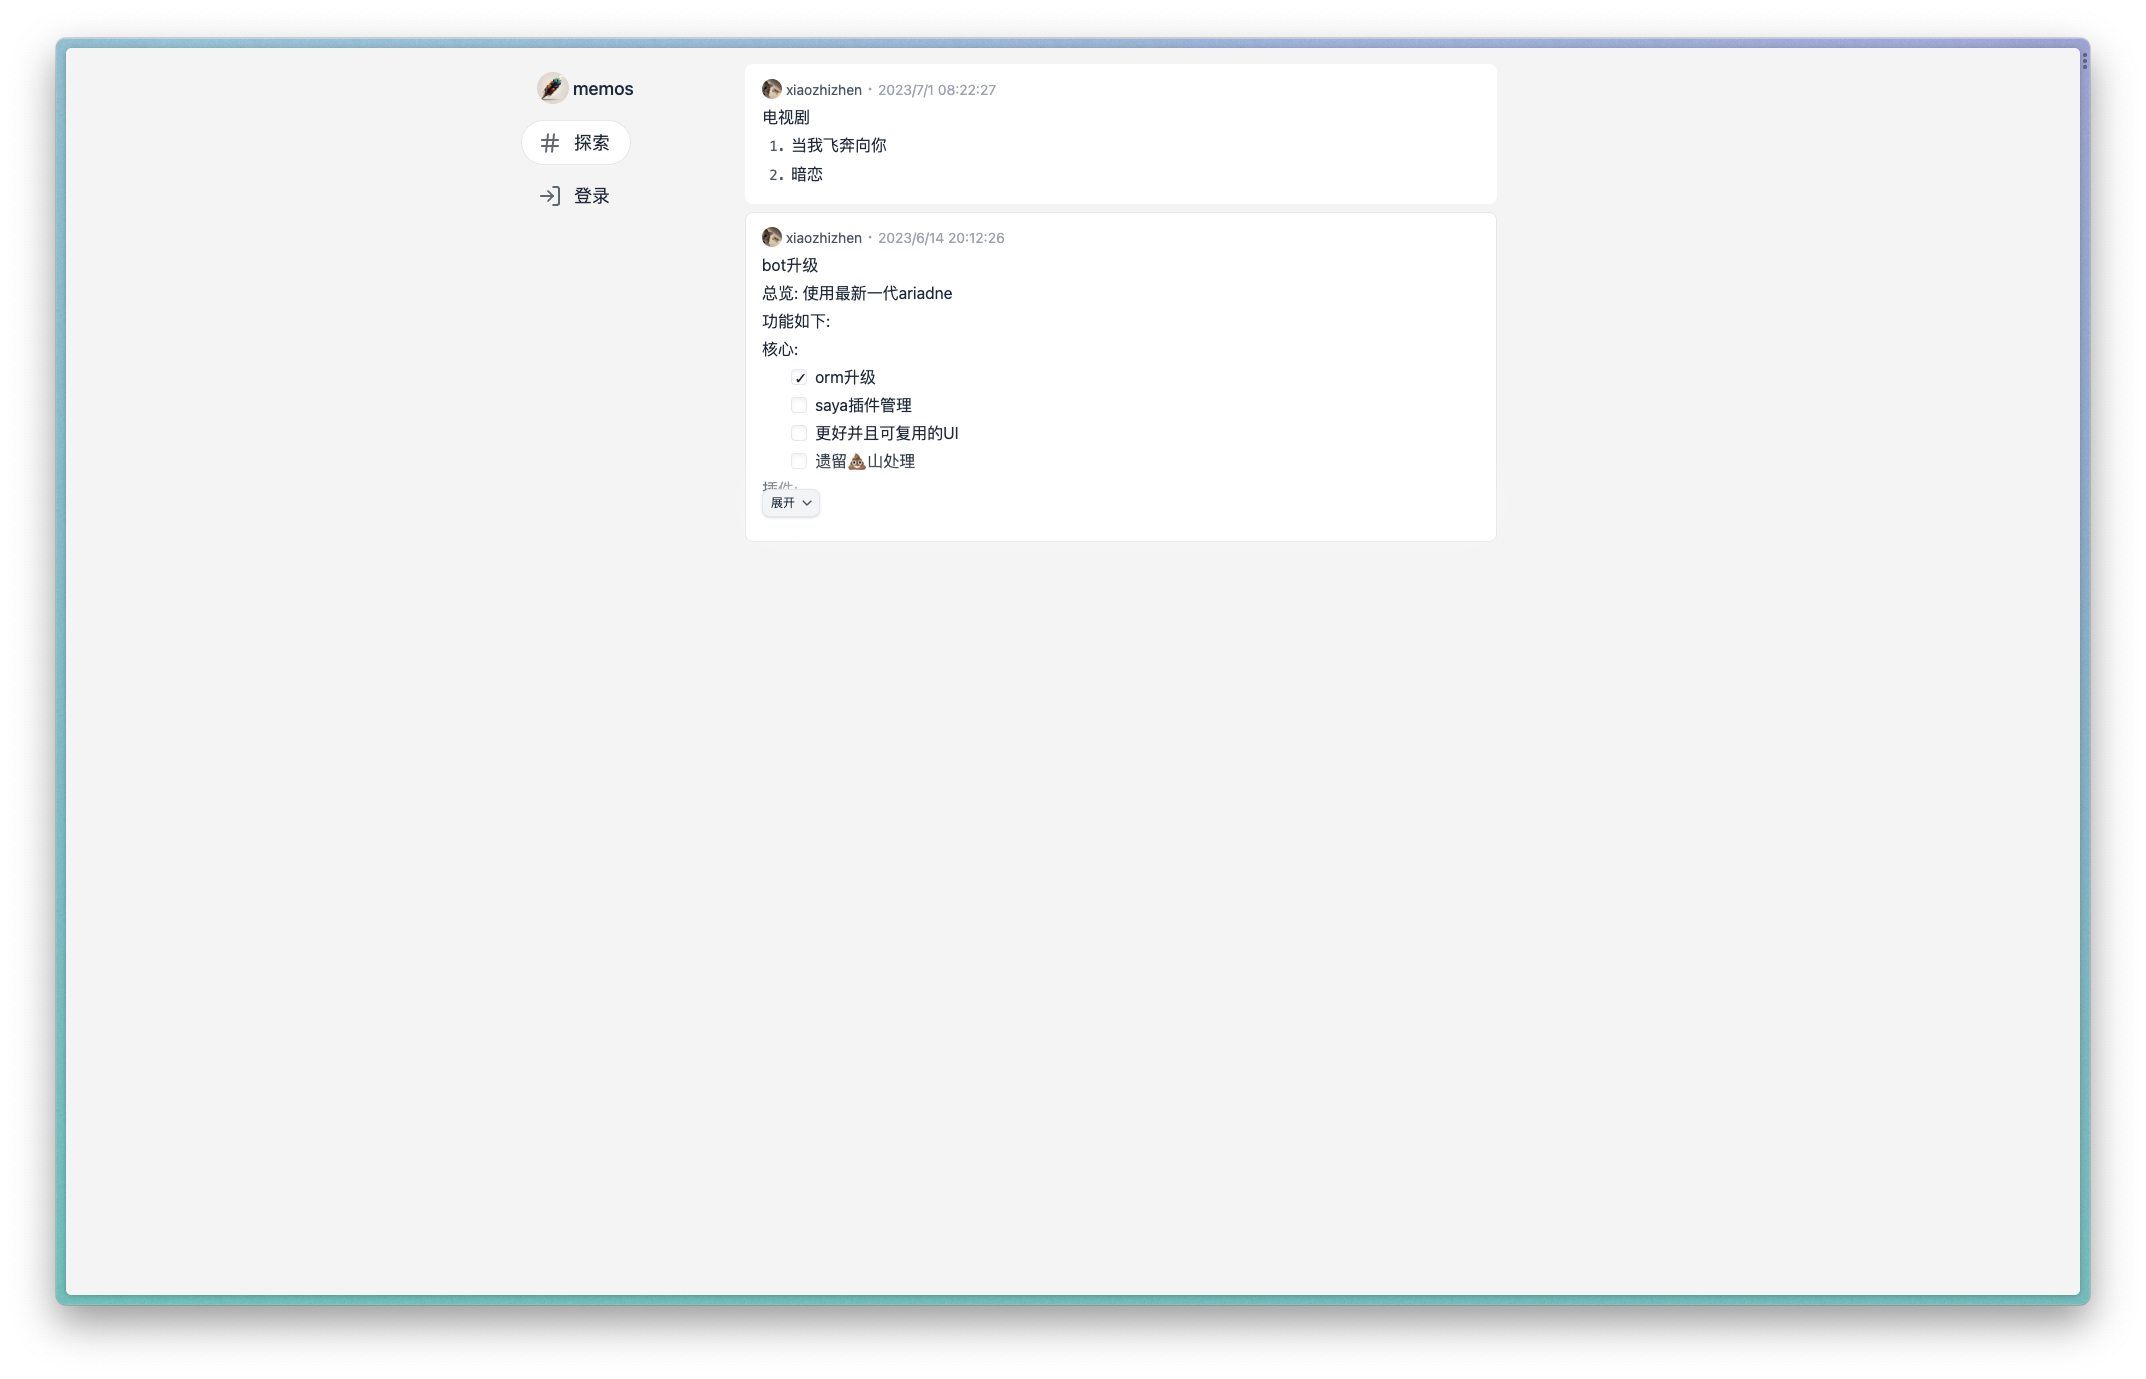 memos
探索
登录
xiaozhizhen · 2023/7/1 08:22:27
电视剧
1. 当我飞奔向你
2. 暗恋
xiaozhizhen · 2023/6/14 20:12:26
bot升级
总览: 使用最新一代ariadne
功能如下:
核心:
orm升级
saya插件管理
更好并且可复用的UI
遗留💩山处理
插件:
展开